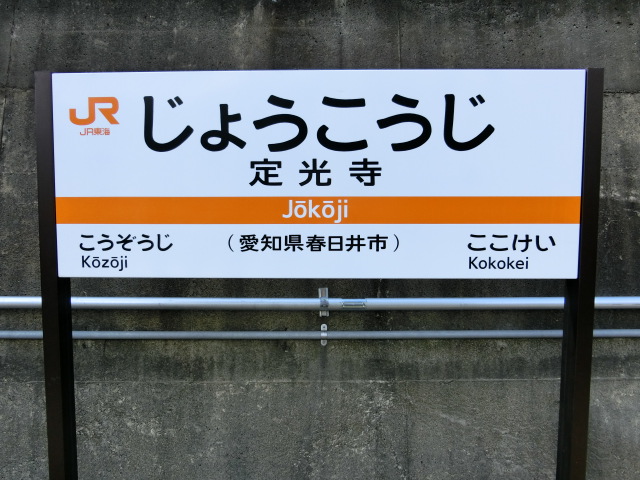 JR
JR東海
じょうこうじ
定光寺
Jōkōji
こうぞうじ
Kōzōji
（愛知県春日井市）
ここけい
Kokokei